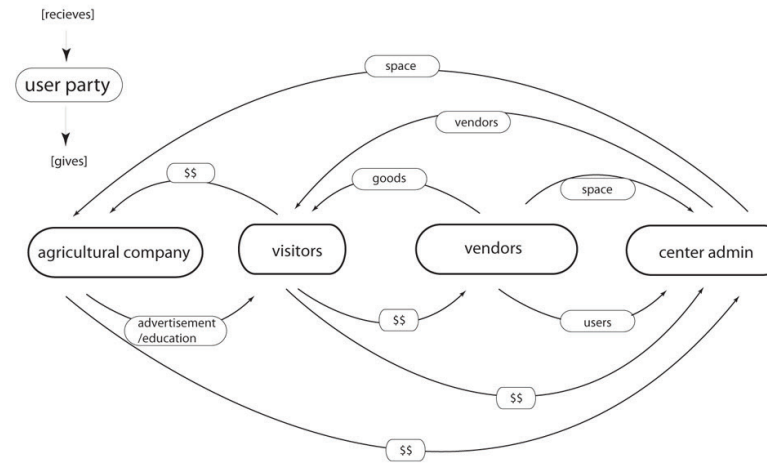 [recieves]
user party
[gives]
space
vendors
$$
goods
space
agricultural company
visitors
vendors
center admin
advertisement
/education
$$
users
$$
$$